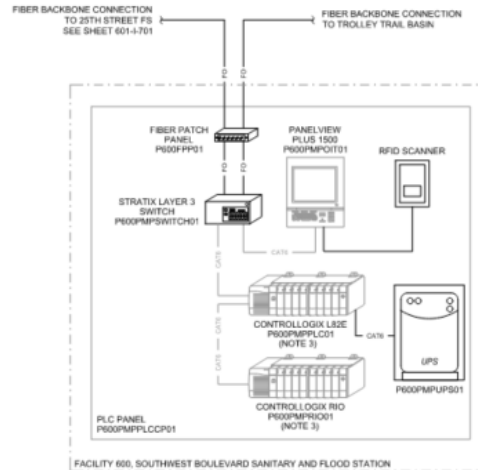 FIBER BACKBONE CONNECTION
TO 25TH STREET FS
SEE SHEET 601-I-701
FIBER BACKBONE CONNECTION
TO TROLLEY TRAIL BASIN
FO
FO
FIBER PATCH
PANEL
P600FPP01
PANELVIEW
PLUS 1500
P600PMPOIT01
RFID SCANNER
FO
FO
STRATIX LAYER 3
SWITCH
P600PMPSWITCH01
CAT6
CAT6
CONTROLLOGIX L82E
P600PMPPLC01
(NOTE 3)
CAT6
UPS
P600PMPUPS01
CAT6
CONTROLLOGIX RIO
P600PMPRIO01
(NOTE 3)
PLC PANEL
P600PMPPLCCP01
FACILITY 600, SOUTHWEST BOULEVARD SANITARY AND FLOOD STATION